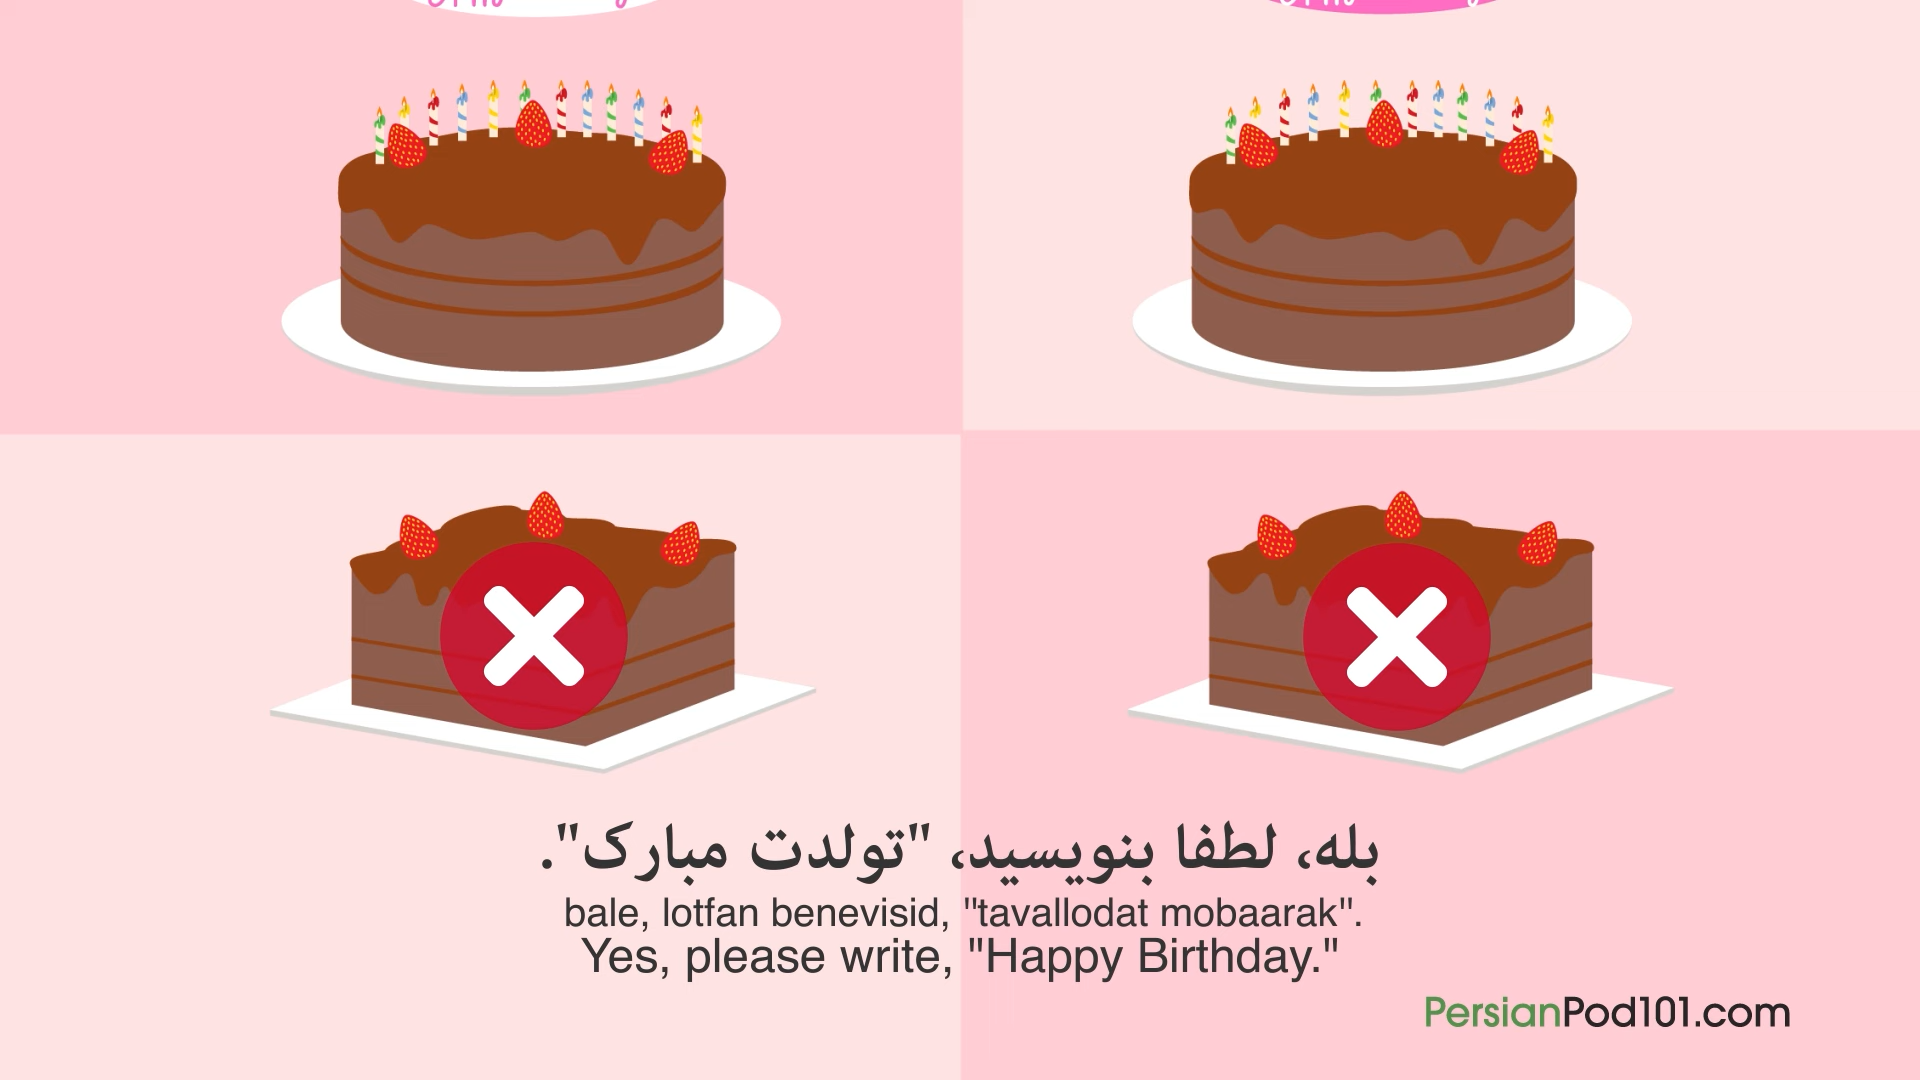 بله، لطفا بنویسید، "تولدت مبارک".
bale, lotfan benevisid, "tavallodat mobaarak".
Yes, please write, "Happy Birthday."
PersianPod101.com